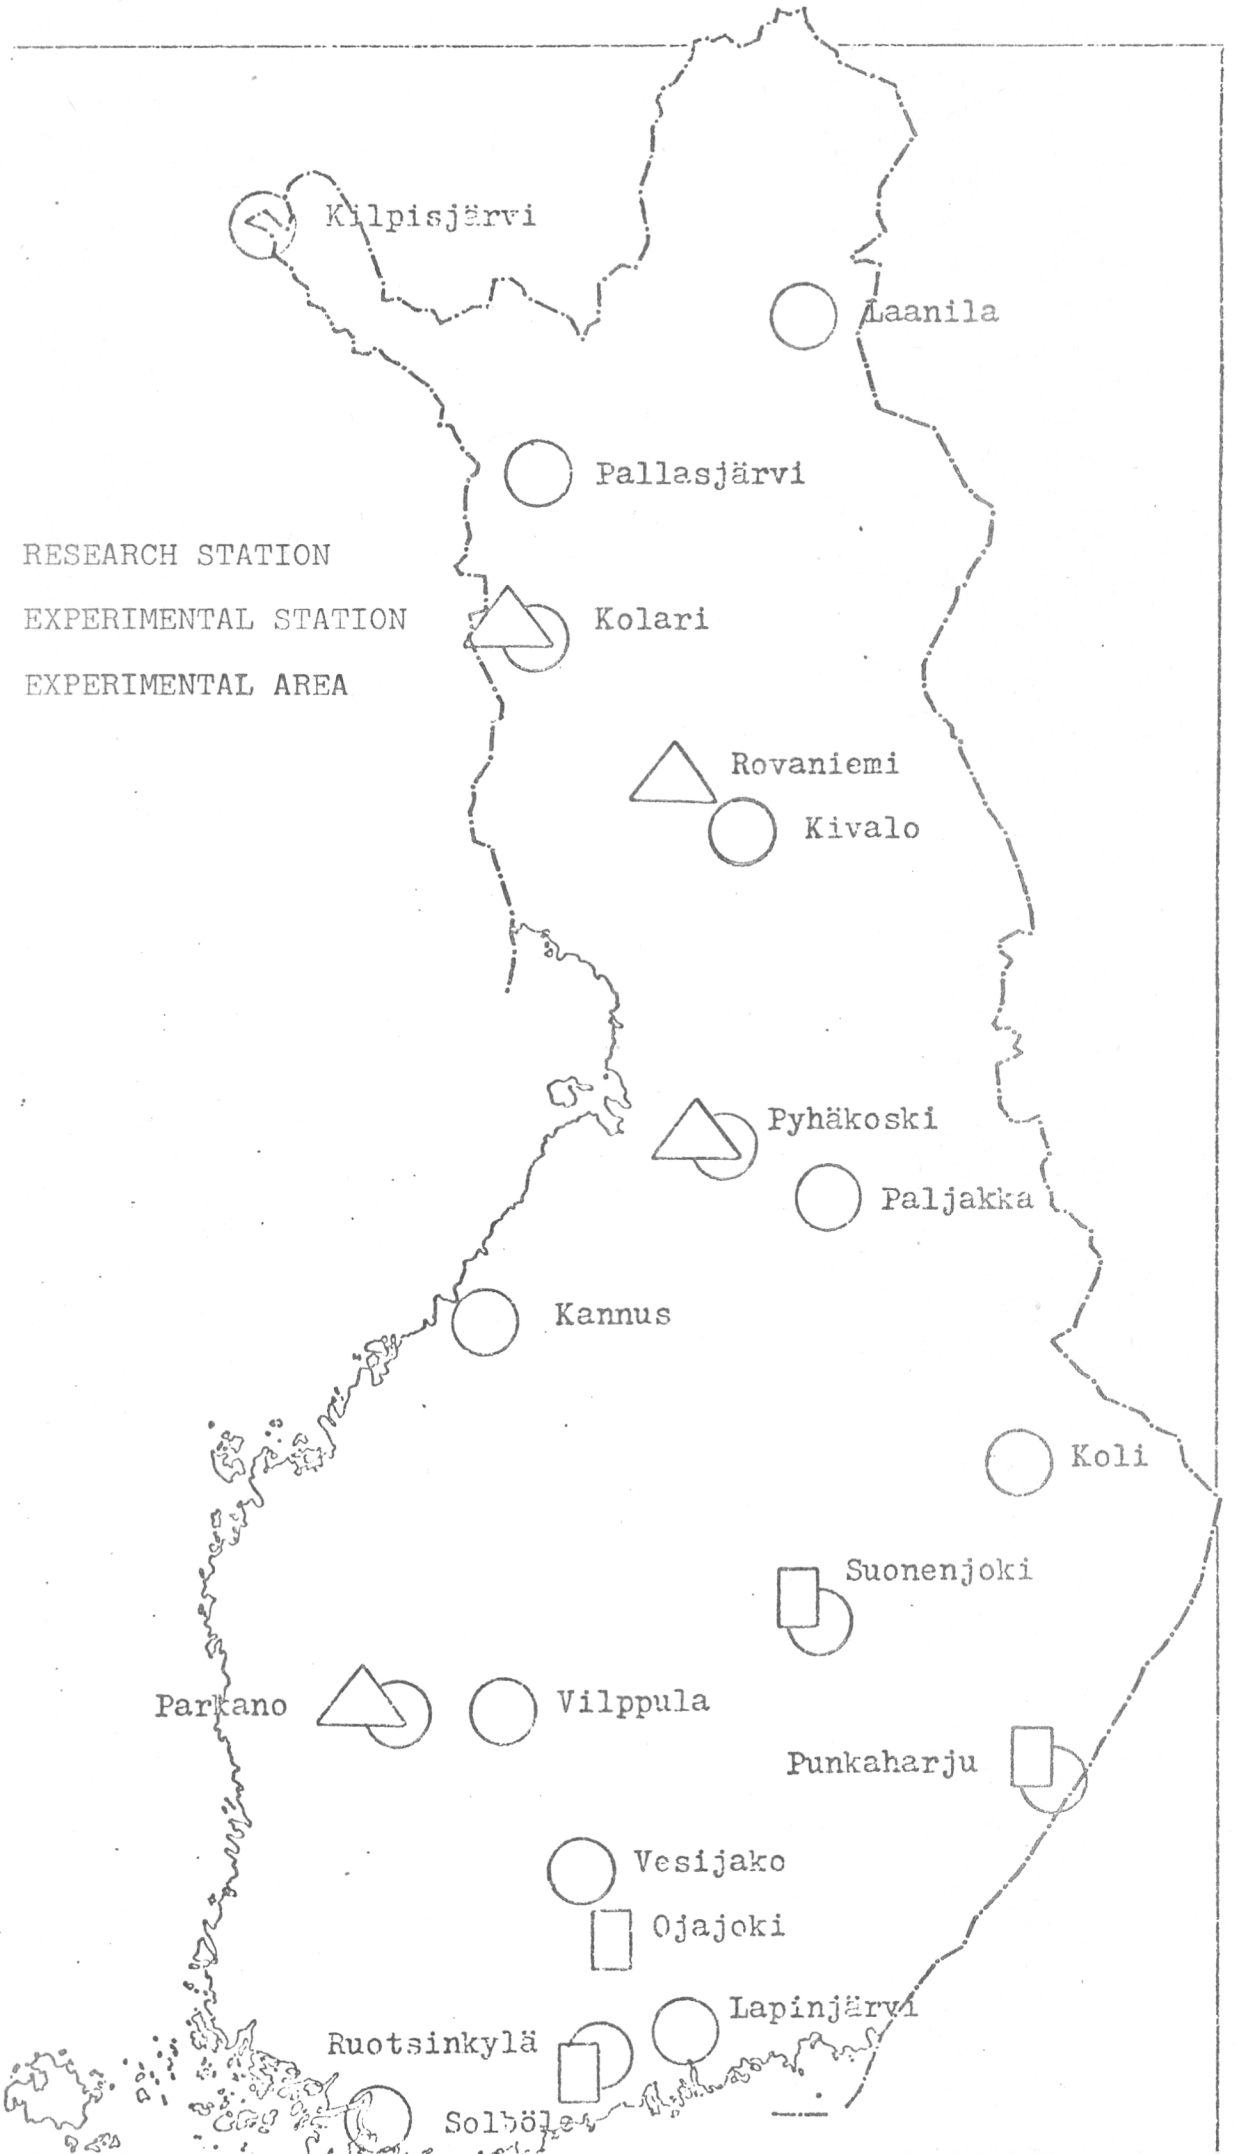 Kilpisjärvi
Laanila
Pallasjärvi
RESEARCH STATION
EXPERIMENTAL STATION
Kolari
EXPERIMENTAL AREA
Rovaniemi
Kivalo
Pyhäkoski
Paljakka
Kannus
Koli
Suonenjoki
Parkano
Vilppula
Punkaharju
Vesijako
Ojajoki
Lapinjärvi
Ruotsinkylä
Solböle